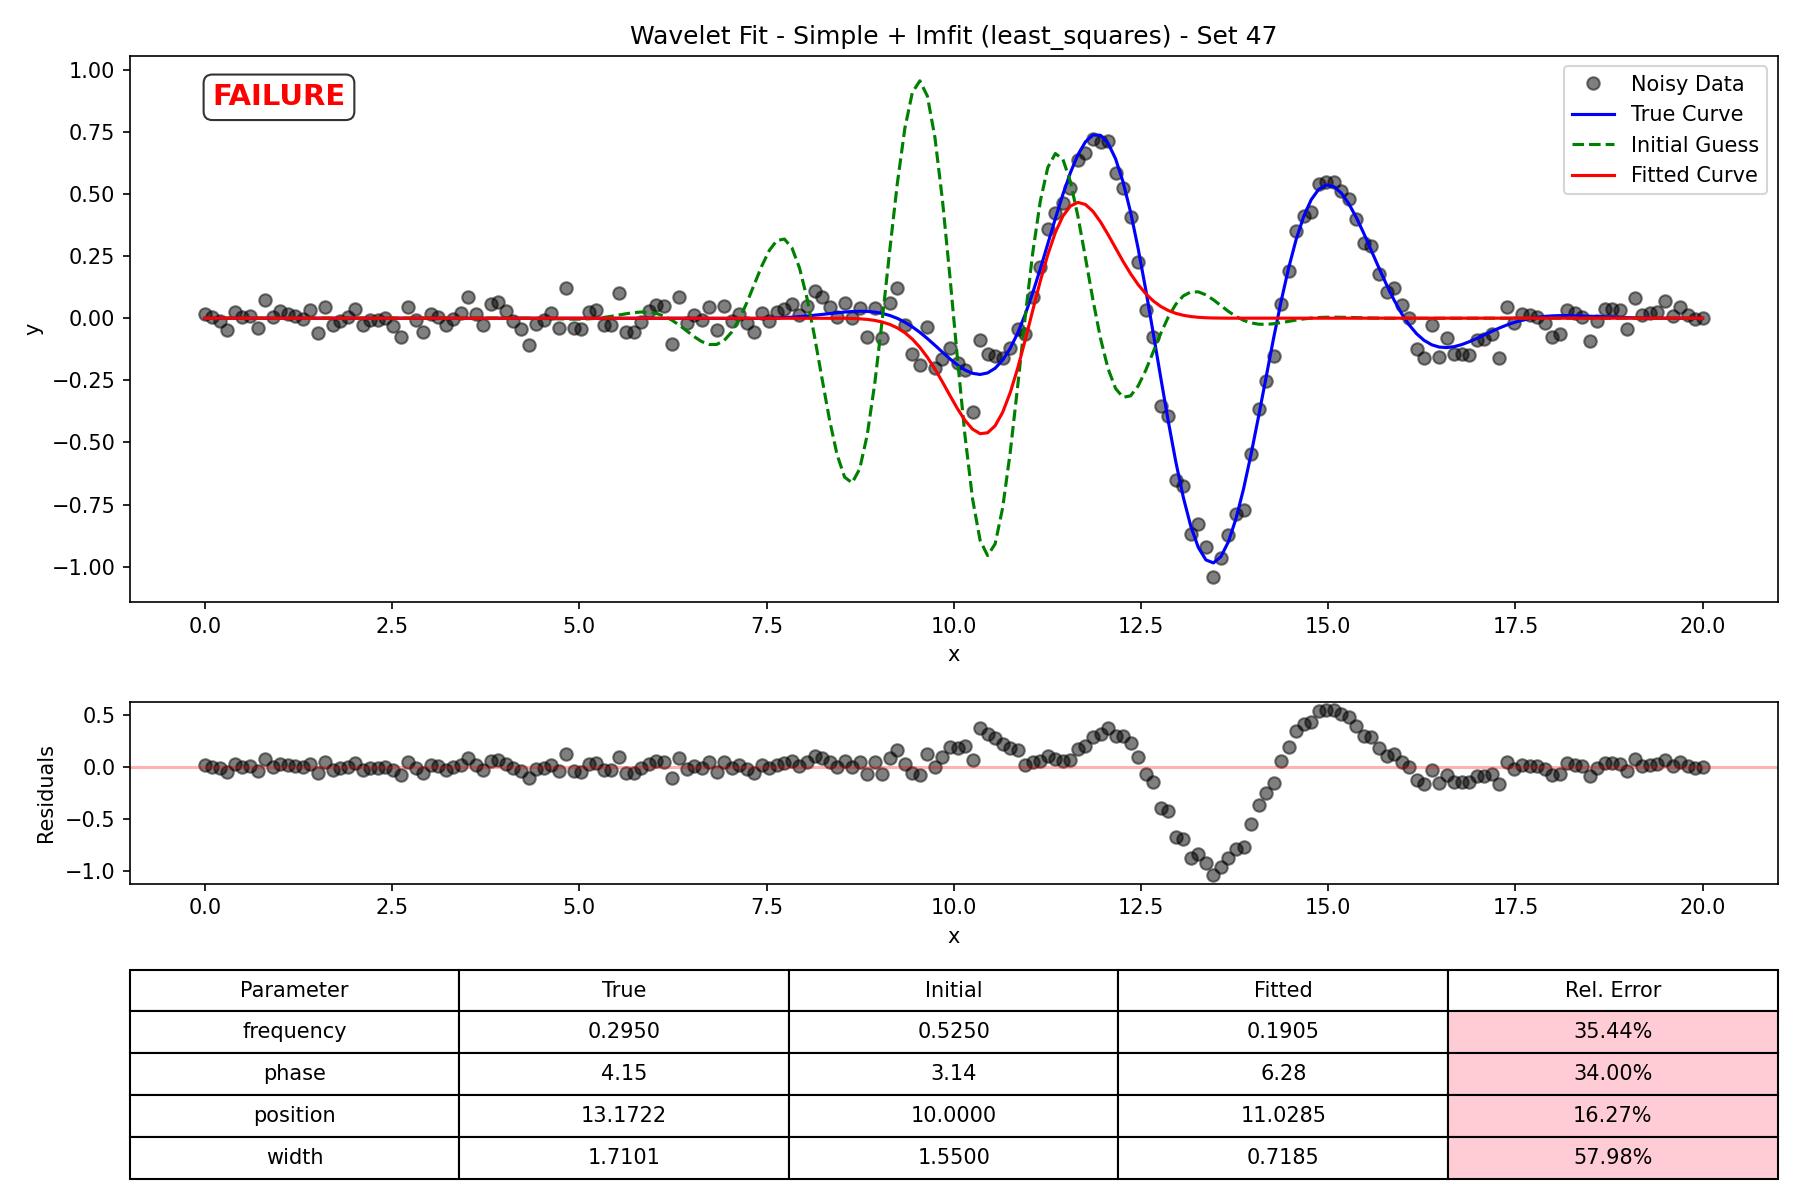 Wavelet Fit - Simple + lmfit (least_squares) - Set 47
FAILURE
Noisy Data
True Curve
Initial Guess
Fitted Curve
1.00
0.75
0.50
0.25
0.00
−0.25
−0.50
−0.75
−1.00
y
0.0 2.5 5.0 7.5 10.0 12.5 15.0 17.5 20.0
x
0.5
0.0
−0.5
−1.0
Residuals
0.0 2.5 5.0 7.5 10.0 12.5 15.0 17.5 20.0
x
Parameter True Initial Fitted Rel. Error
frequency 0.2950 0.5250 0.1905 35.44%
phase 4.15 3.14 6.28 34.00%
position 13.1722 10.0000 11.0285 16.27%
width 1.7101 1.5500 0.7185 57.98%